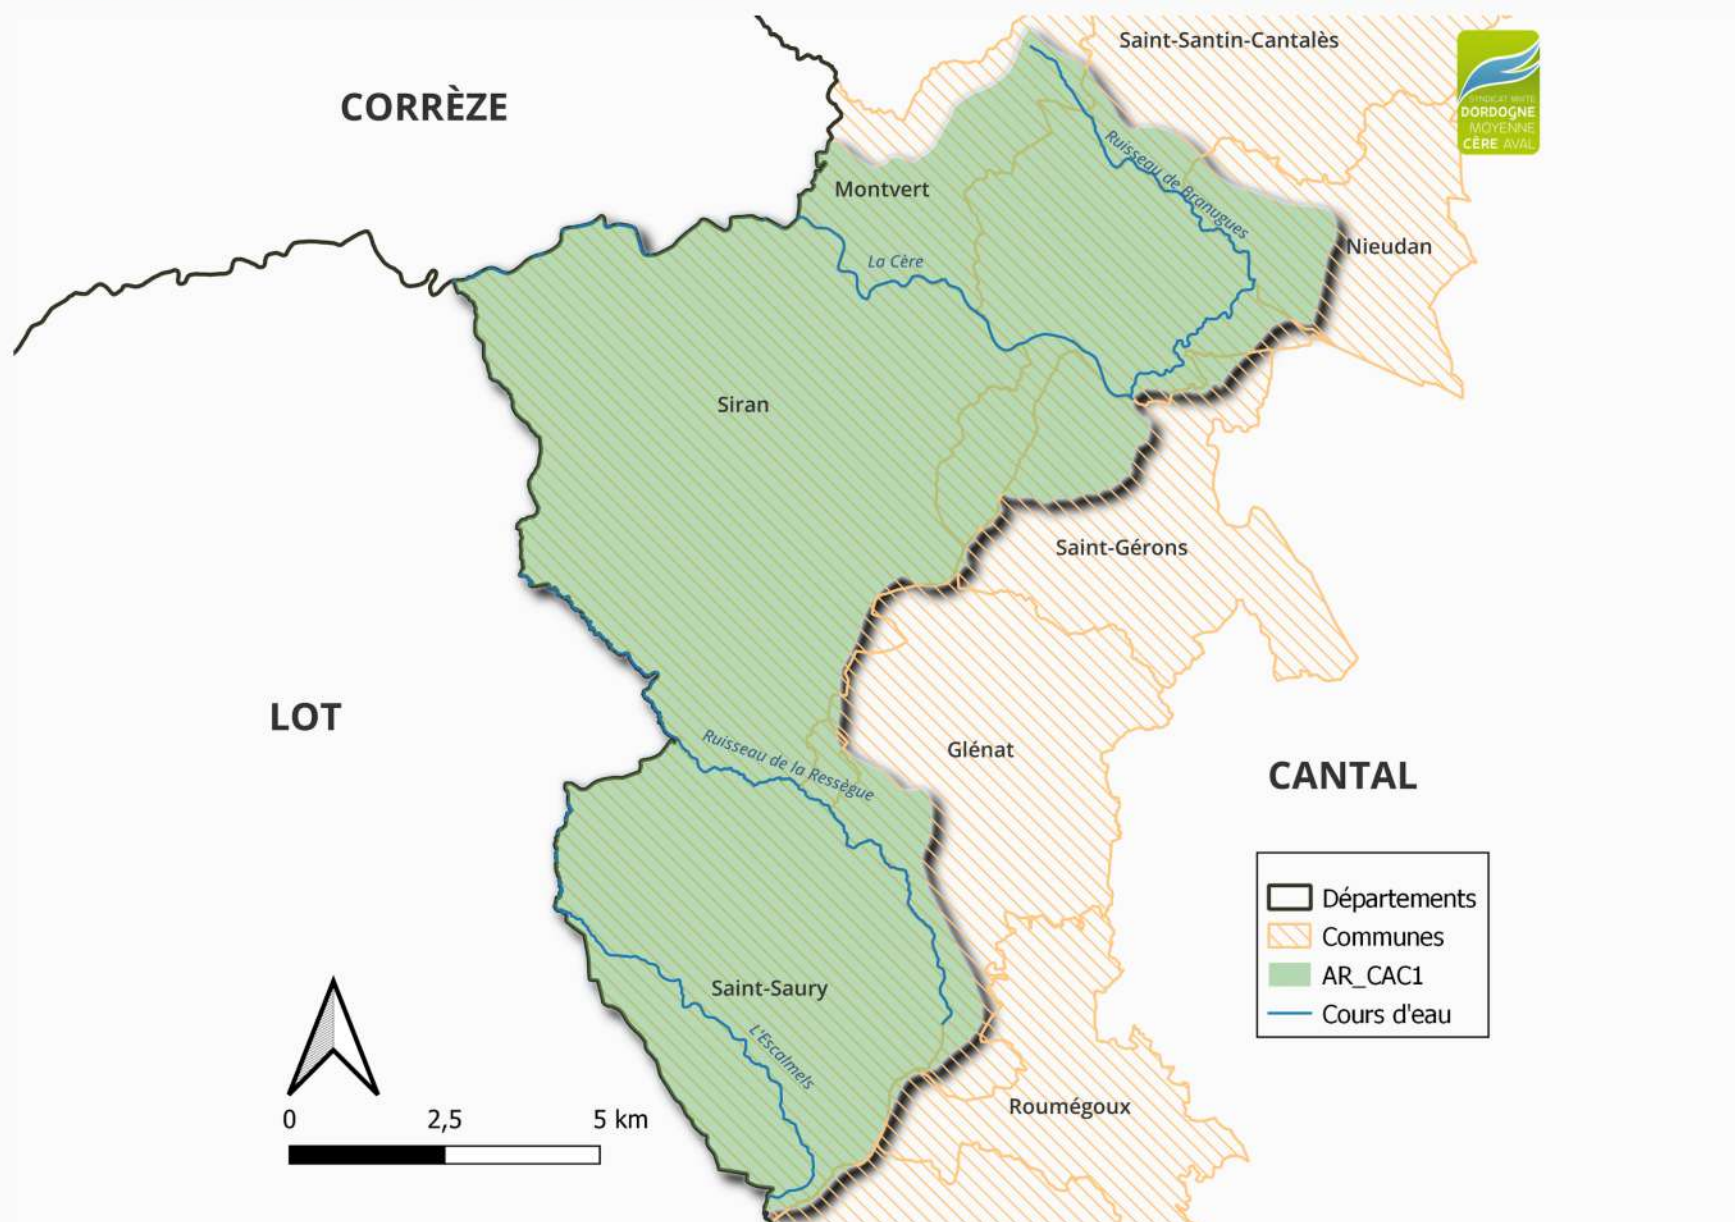 Saint-Santin-Cantalès
SYNDICAT MIXTE
DORDOGNE
MOYENNE
CÈRE AVAL
CORRÈZE
Ruisseau de Branugues
Montvert
Nieudan
La Cère
Siran
Saint-Gérons
LOT
Ruisseau de la Ressègue
Glénat
CANTAL
Départements
Communes
AR_CAC1
Cours d'eau
Saint-Saury
L'Escalmels
Roumégoux
0 2,5 5 km